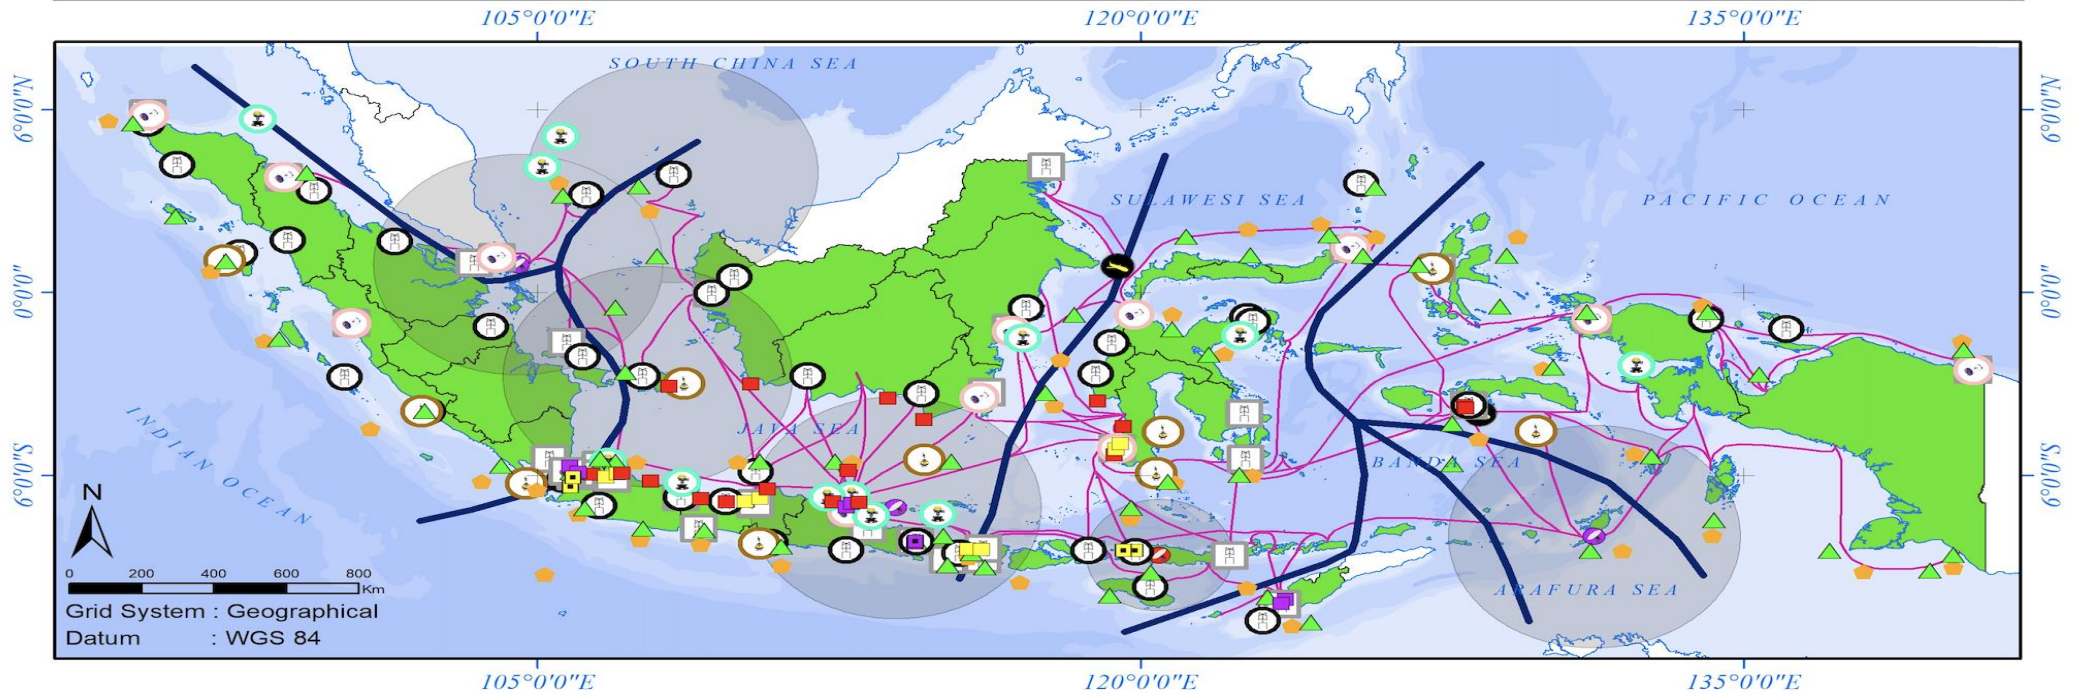 105°0'0"E 120°0'0"E 135°0'0"E
SOUTH CHINA SEA
6°0'0"N 6°0'0"N
SULAWESI SEA PACIFIC OCEAN
0°0'0" 0°0'0"
INDIAN OCEAN
JAVA SEA
BANDA SEA
6°0'0"S 6°0'0"S
N
ARAFURA SEA
0 200 400 600 800
Km
Grid System : Geographical
Datum : WGS 84
105°0'0"E 120°0'0"E 135°0'0"E